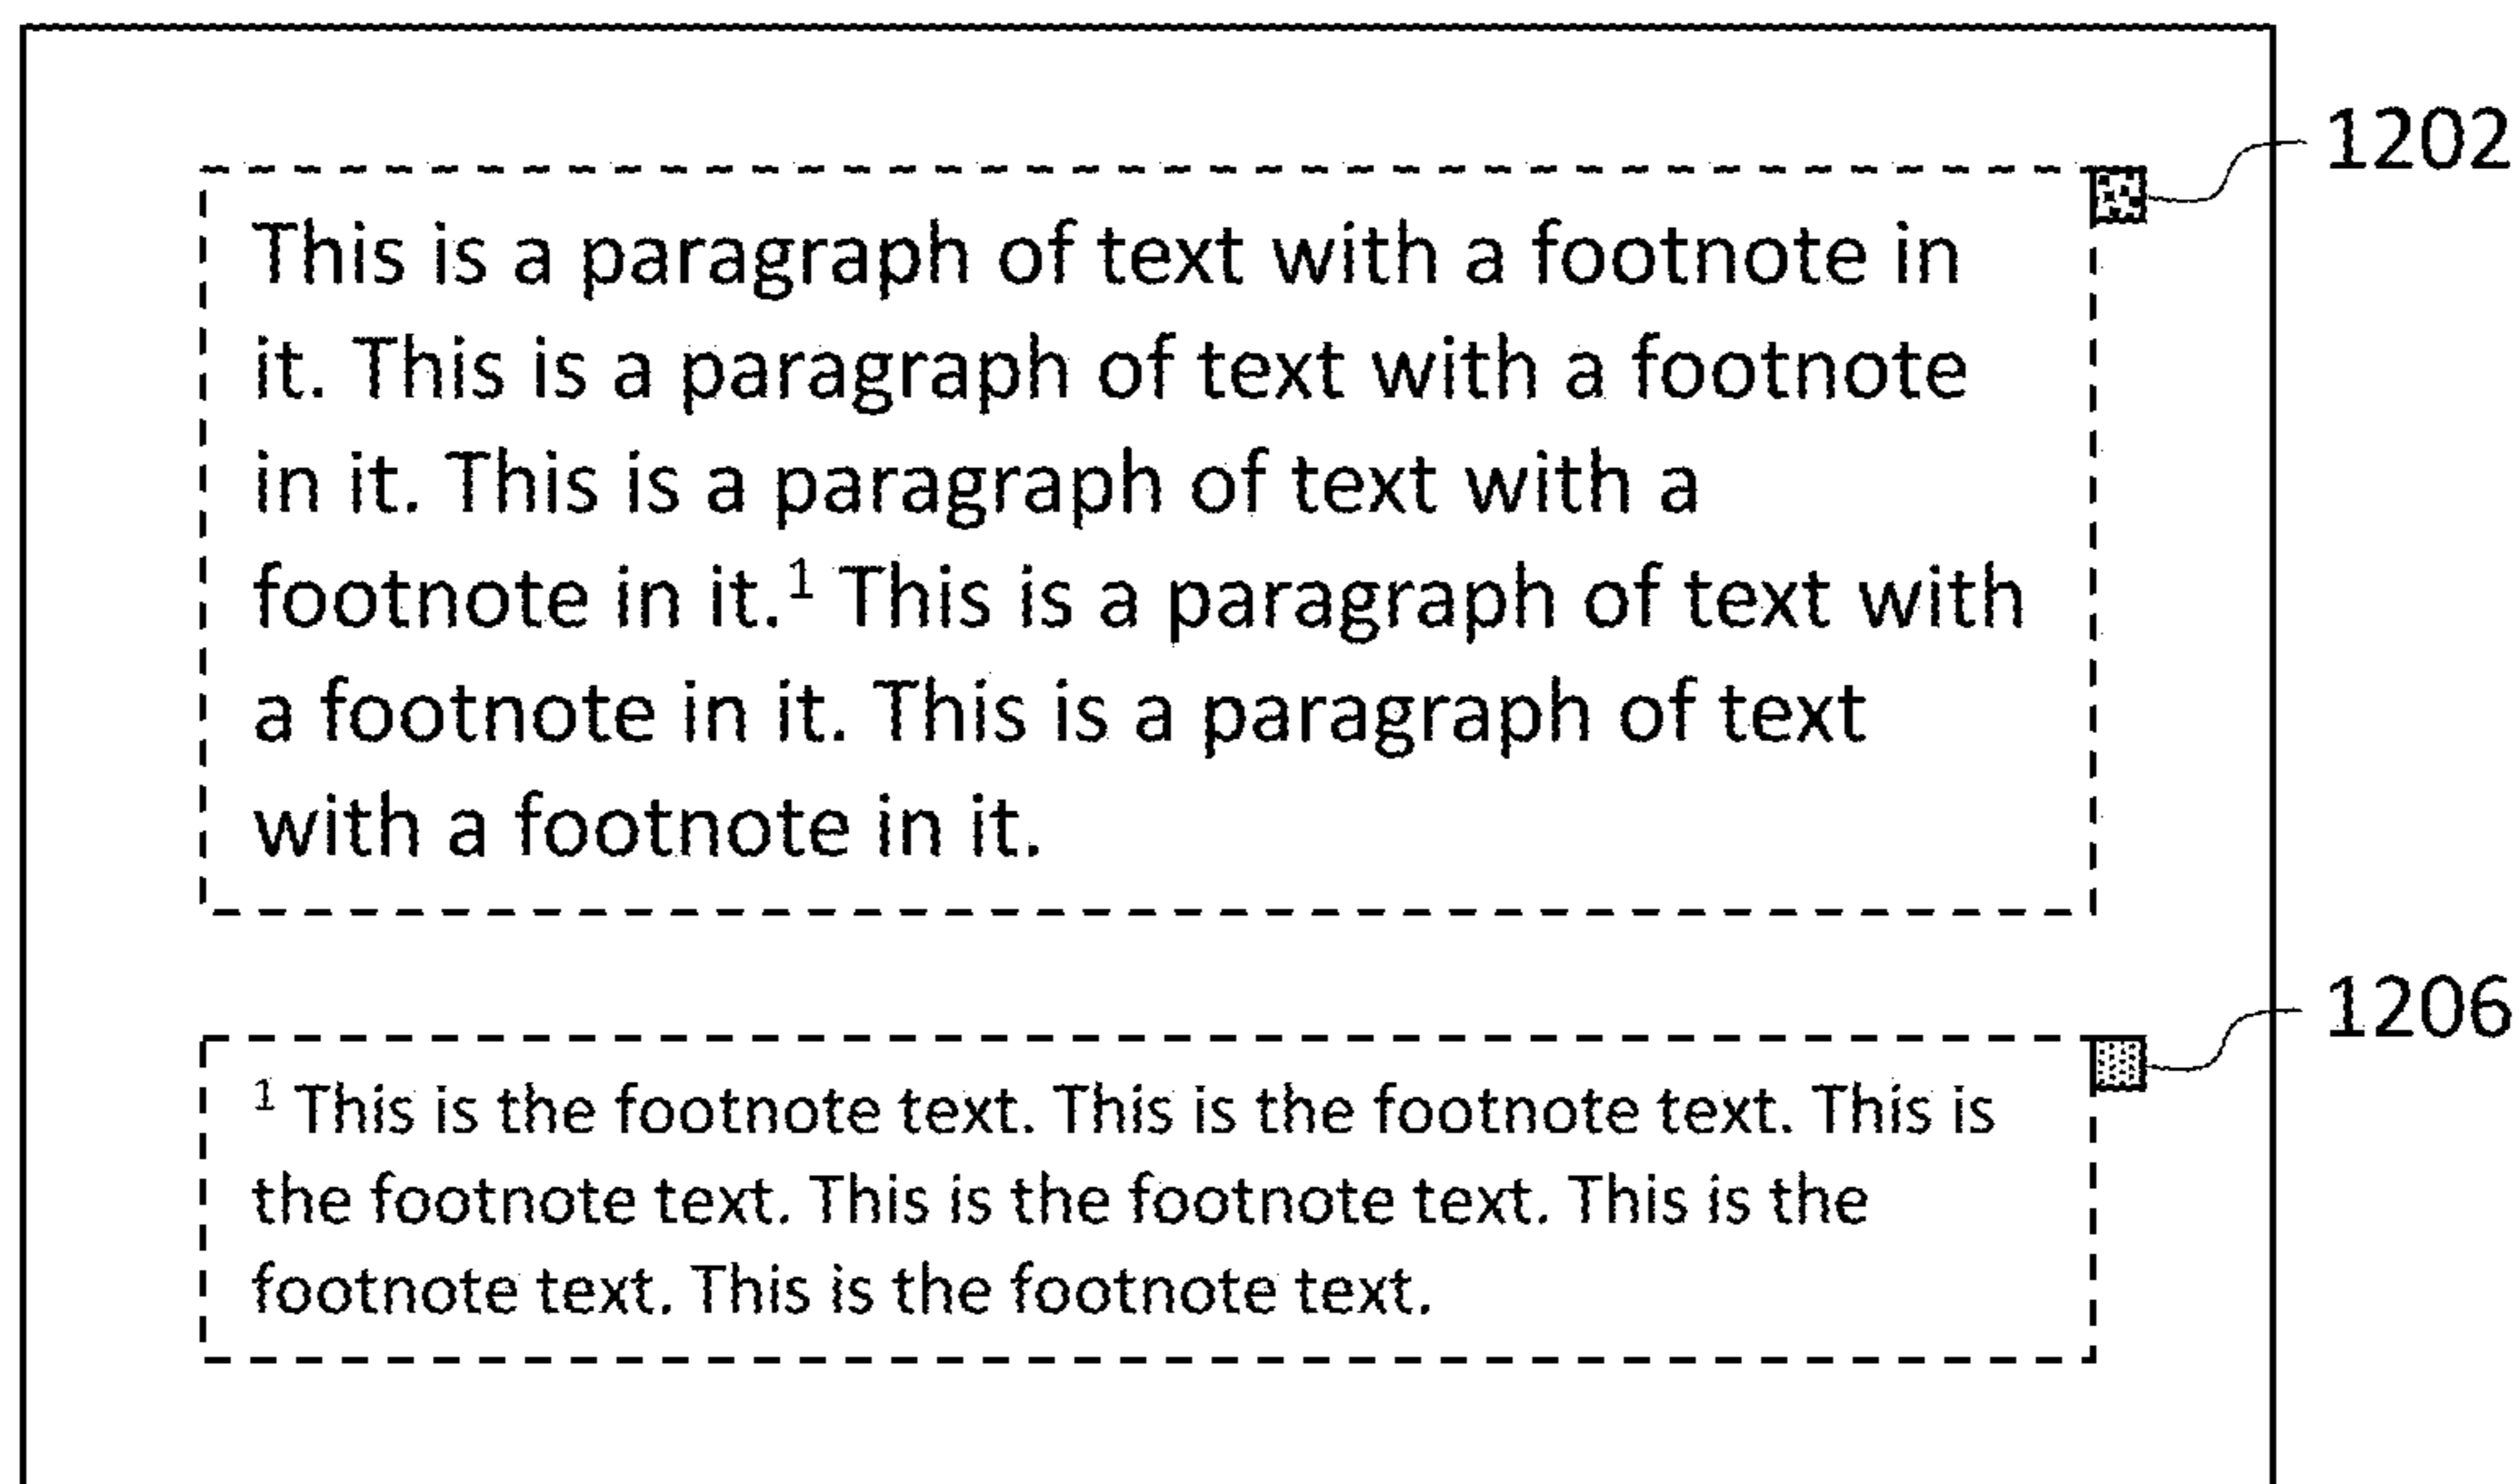 1202
This is a paragraph of text with a footnote in
it. This is a paragraph of text with a footnote
in it. This is a paragraph of text with a
footnote in it.¹ This is a paragraph of text with
a footnote in it. This is a paragraph of text
with a footnote in it.
1206
¹ This is the footnote text. This is the footnote text. This is
the footnote text. This is the footnote text. This is the
footnote text. This is the footnote text.